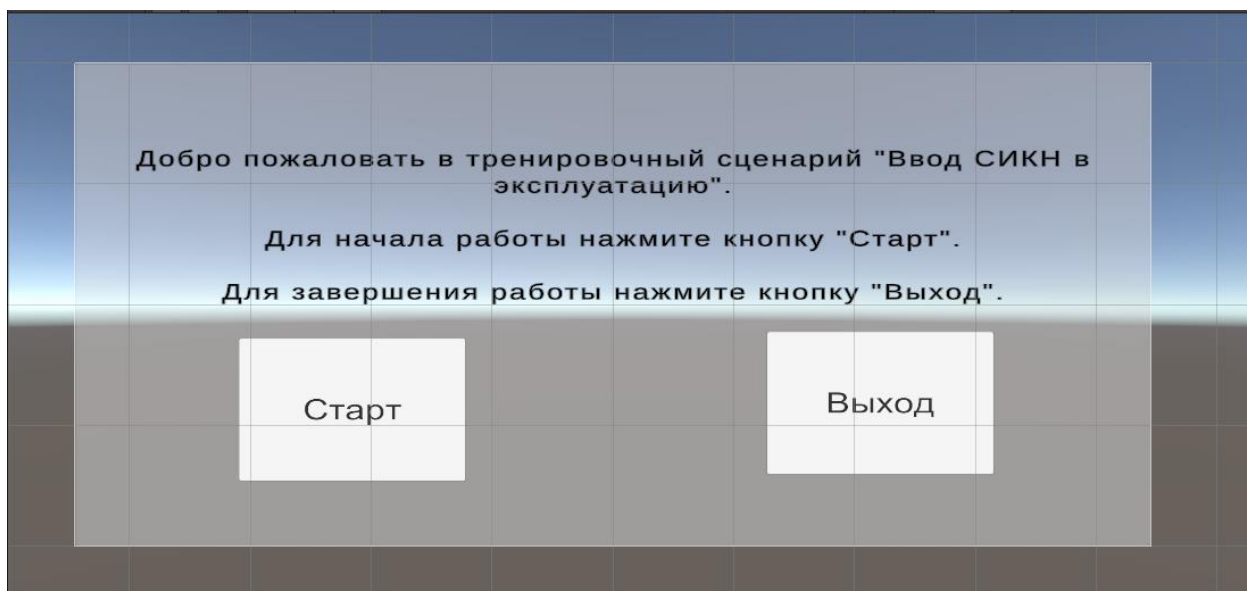 Добро пожаловать в тренировочный сценарий "Ввод СИКН в
эксплуатацию".
Для начала работы нажмите кнопку "Старт".
Для завершения работы нажмите кнопку "Выход".
Старт
Выход